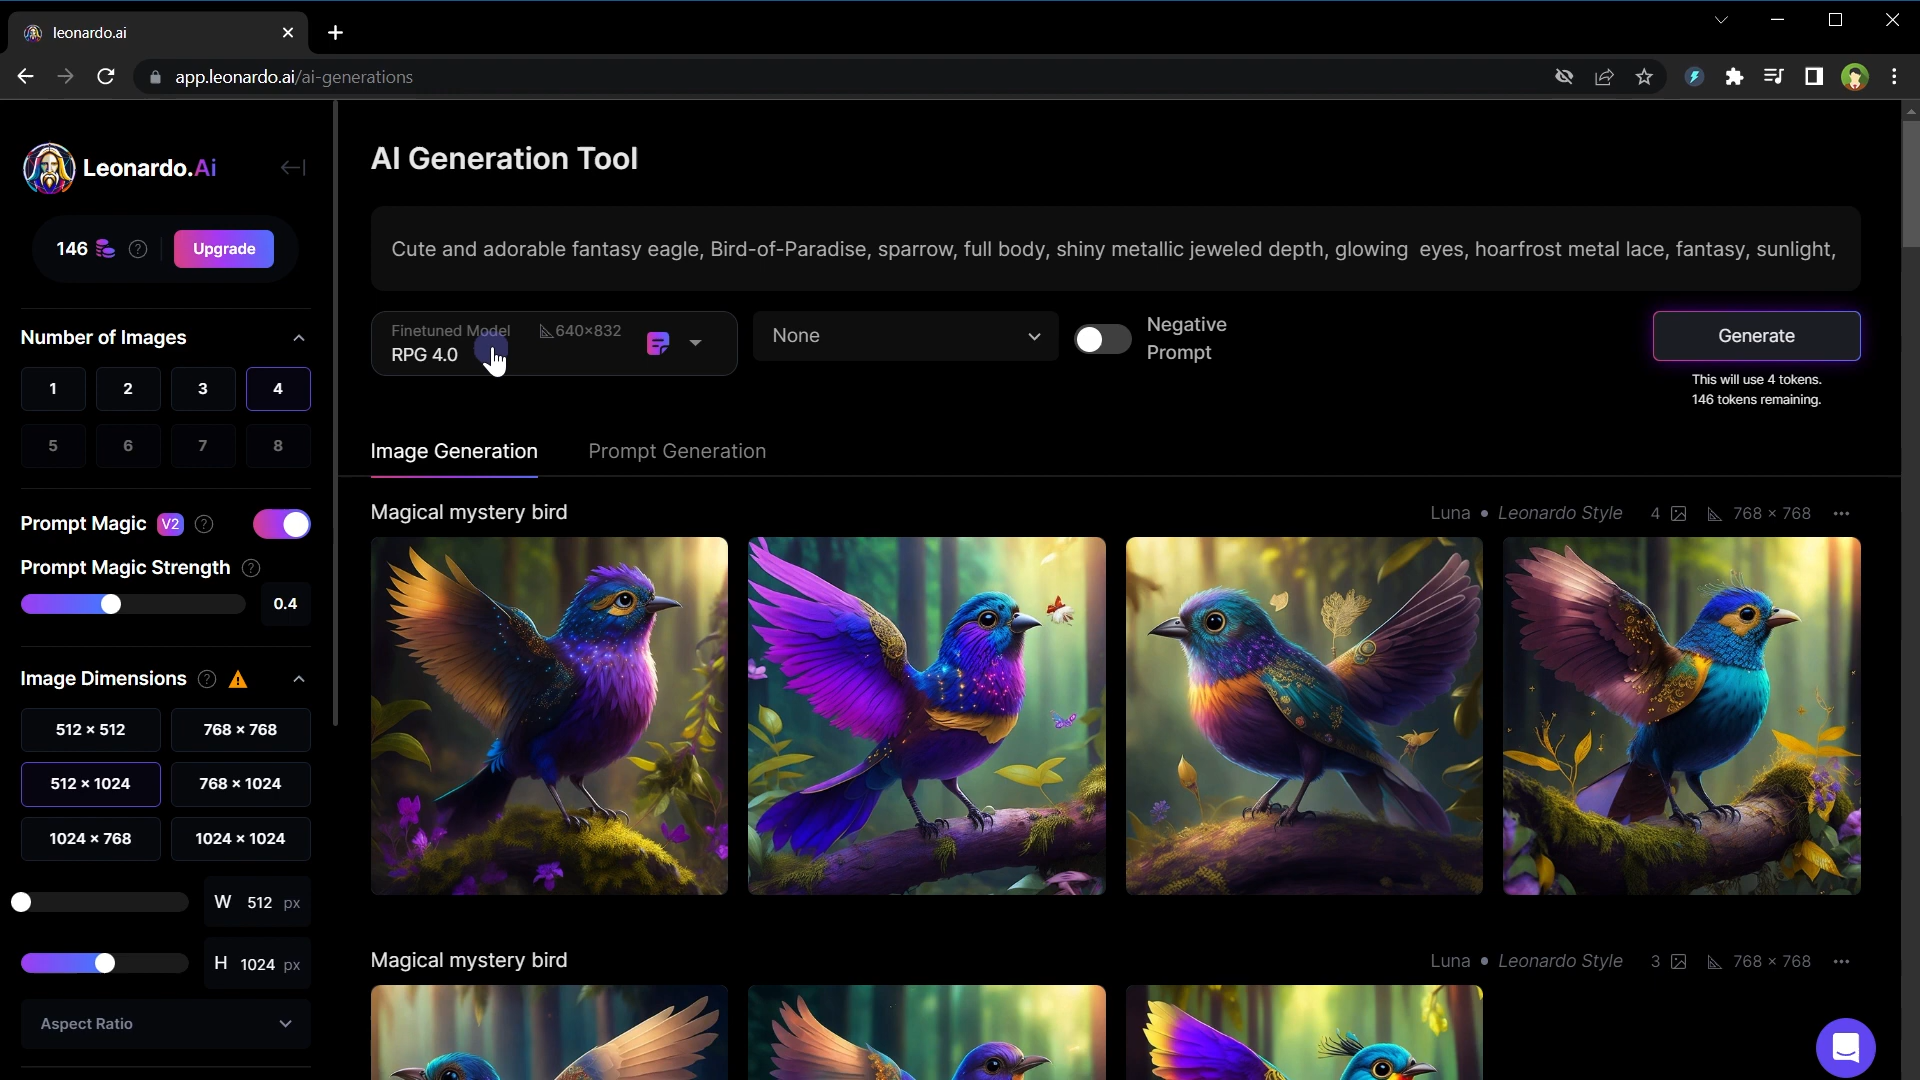 leonardo.ai
app.leonardo.ai/ai-generations
Leonardo.Ai
146
Upgrade
Number of Images
1 2 3 4
5 6 7 8
Prompt Magic V2
Prompt Magic Strength
0.4
Image Dimensions
512 × 512 768 × 768
512 × 1024 768 × 1024
1024 × 768 1024 × 1024
W 512 px
H 1024 px
Aspect Ratio
AI Generation Tool
Cute and adorable fantasy eagle, Bird-of-Paradise, sparrow, full body, shiny metallic jeweled depth, glowing eyes, hoarfrost metal lace, fantasy, sunlight,
Finetuned Model 640×832
RPG 4.0
None
Negative
Prompt
Generate
This will use 4 tokens.
146 tokens remaining.
Image Generation Prompt Generation
Magical mystery bird
Luna • Leonardo Style 4 768 × 768
Magical mystery bird
Luna • Leonardo Style 3 768 × 768